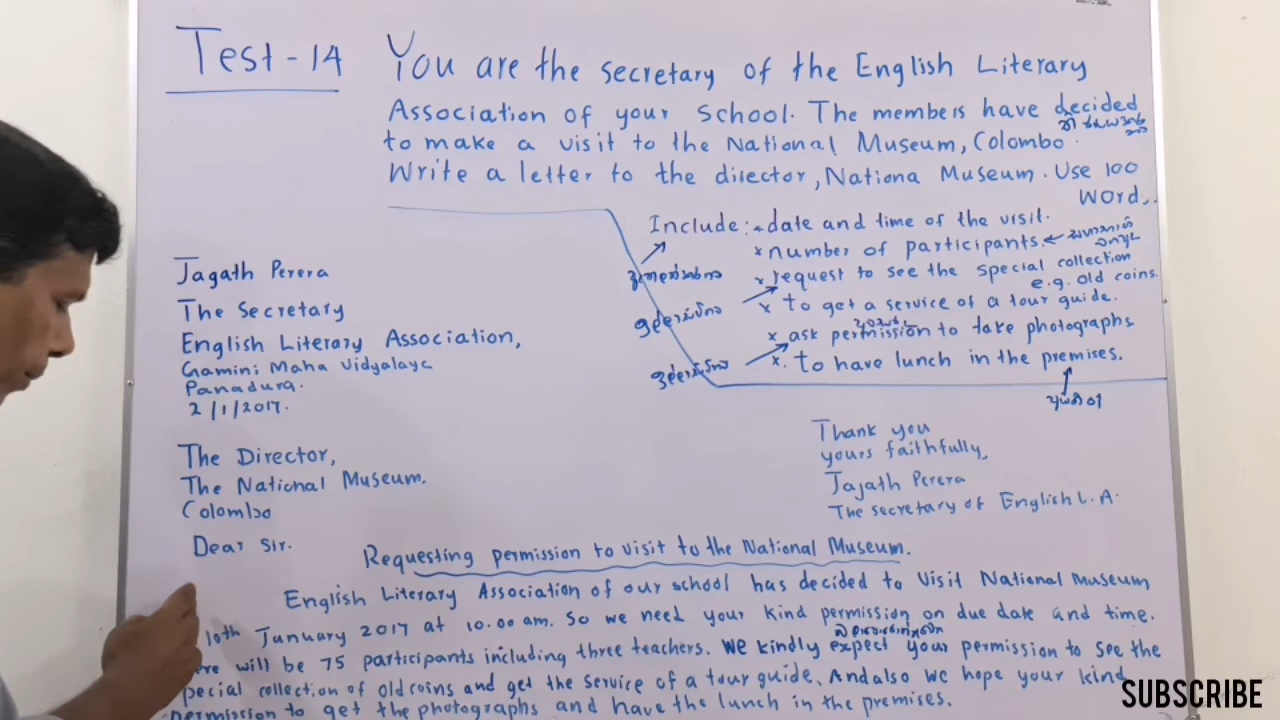 Test - 14
You are the secretary of the English Literary
Association of your School. The members have decided
to make a visit to the National Museum, Colombo
Write a letter to the director, Nationa Museum. Use 100
word..
Include: * date and time of the visit.
* number of participants.
* request to see the special collection
e.g. old coins.
* to get a service of a tour guide.
* ask permission to take photographs
*. to have lunch in the premises.
Jagath Perera
The Secretary
English Literary Association,
Gamini Maha Vidyalaya
Panadura.
2/1/2017.
The Director,
The National Museum.
Colombo
Dear Sir.
Thank you
yours faithfully,
Jagath Perera
The secretary of English L. A.
Requesting permission to visit to the National Museum.
English Literary Association of our school has decided to visit National Museum
10th January 2017 at 10.00 am. So we need your kind permission on due date and time.
will be 75 participants including three teachers. We kindly expect your permission to see the
special collection of old coins and get the service of a tour guide. And also we hope your kind
permission to get the photographs and have the lunch in the premises.
SUBSCRIBE